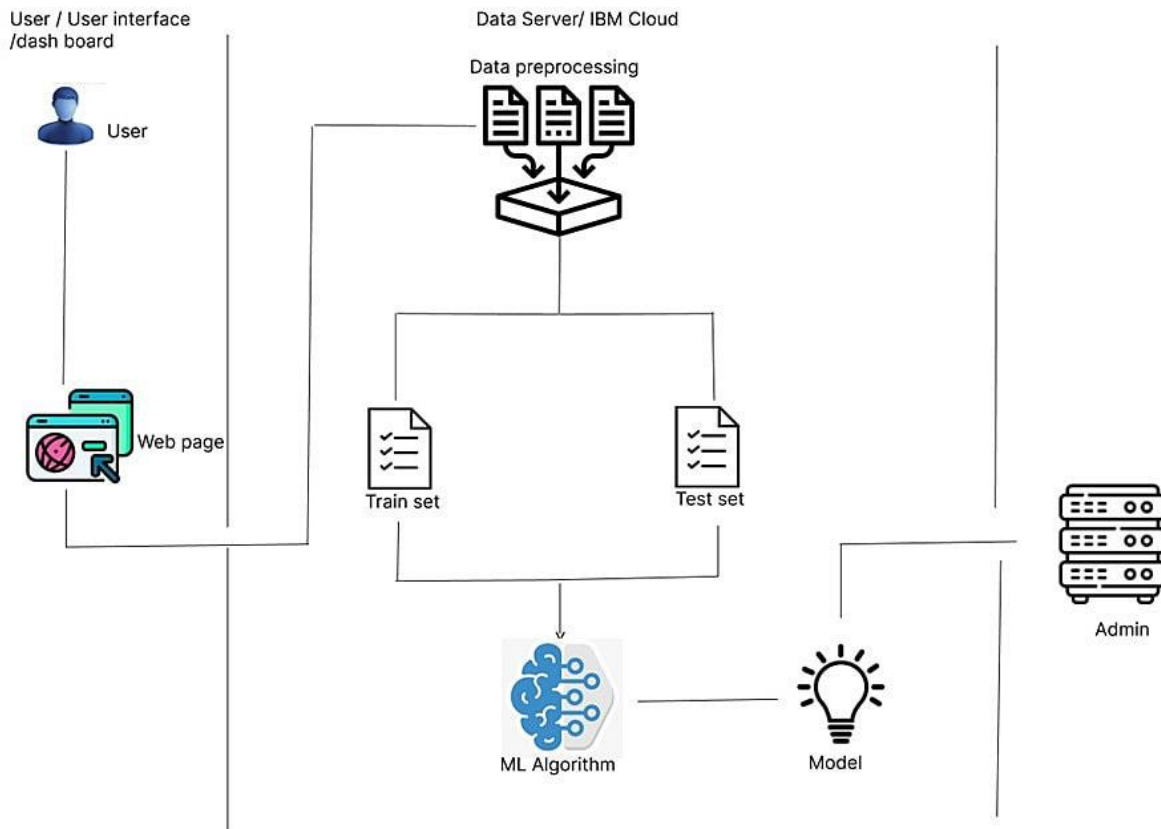 User / User interface
/dash board
Data Server/ IBM Cloud
Data preprocessing
User
Web page
Train set
Test set
Admin
ML Algorithm
Model